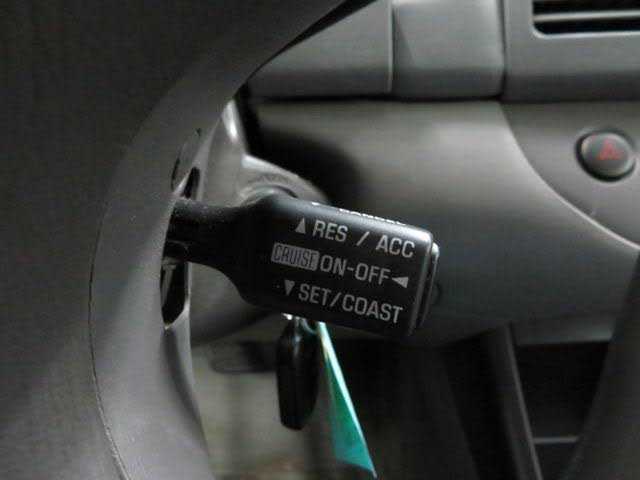 ▲ RES / ACC
CRUISE ON-OFF ◄
▼ SET/COAST